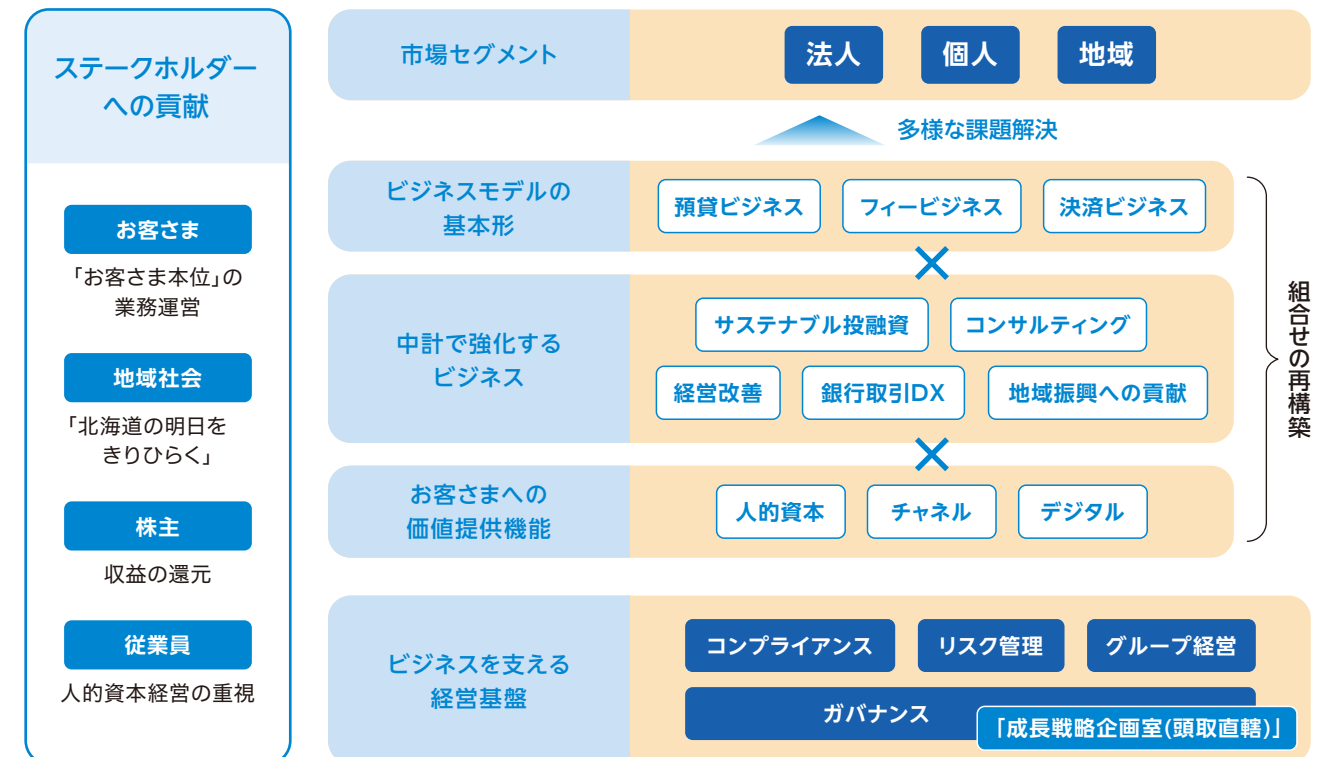 ステークホルダー
への貢献
お客さま
「お客さま本位」の
業務運営
地域社会
「北海道の明日を
きりひらく」
株主
収益の還元
従業員
人的資本経営の重視
市場セグメント
法人
個人
地域
多様な課題解決
ビジネスモデルの
基本形
預貸ビジネス
フィービジネス
決済ビジネス
×
中計で強化する
ビジネス
サステナブル投融資
コンサルティング
経営改善
銀行取引DX
地域振興への貢献
×
お客さまへの
価値提供機能
人的資本
チャネル
デジタル
組合せの再構築
ビジネスを支える
経営基盤
コンプライアンス
リスク管理
グループ経営
ガバナンス
「成長戦略企画室(頭取直轄)」